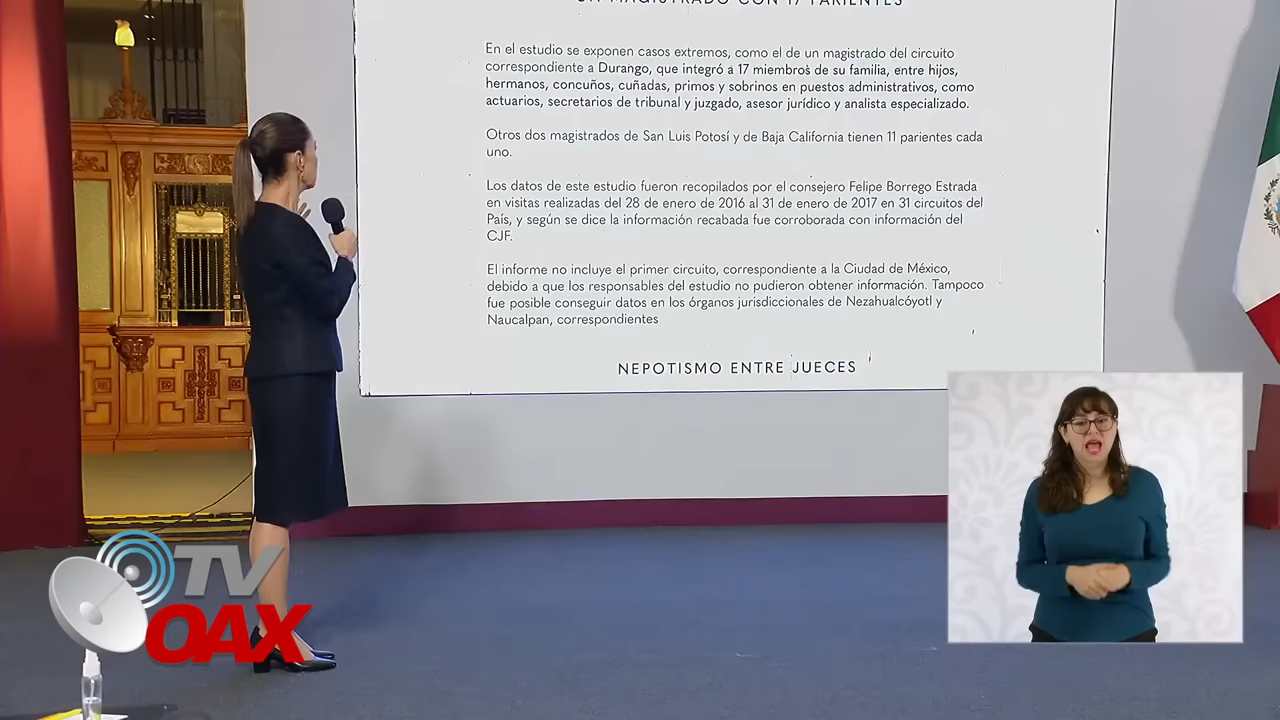 UN MAGISTRADO CON 17 PARIENTES
En el estudio se exponen casos extremos, como el de un magistrado del circuito
correspondiente a Durango, que integró a 17 miembros de su familia, entre hijos,
hermanos, concuños, cuñadas, primos y sobrinos en puestos administrativos, como
actuarios, secretarios de tribunal y juzgado, asesor jurídico y analista especializado.
Otros dos magistrados de San Luis Potosí y de Baja California tienen 11 parientes cada
uno.
Los datos de este estudio fueron recopilados por el consejero Felipe Borrego Estrada
en visitas realizadas del 28 de enero de 2016 al 31 de enero de 2017 en 31 circuitos del
País, y según se dice la información recabada fue corroborada con información del
CJF.
El informe no incluye el primer circuito, correspondiente a la Ciudad de México,
debido a que los responsables del estudio no pudieron obtener información. Tampoco
fue posible conseguir datos en los órganos jurisdiccionales de Nezahualcóyotl y
Naucalpan, correspondientes
NEPOTISMO ENTRE JUECES
TV
OAX